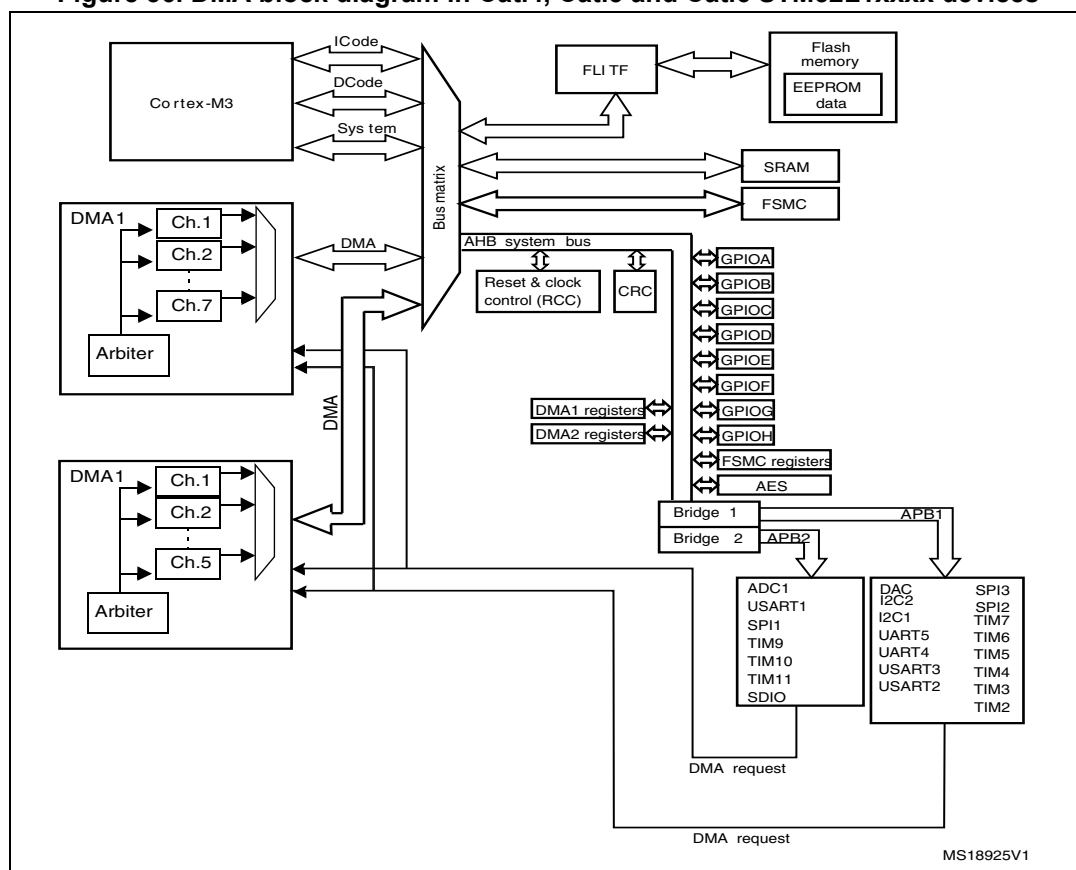 ICode
Cortex-M3
DCode
System
Bus matrix
FLITF
Flash
memory
EEPROM
data
SRAM
FSMC
DMA1
Ch.1
Ch.2
Ch.7
Arbiter
DMA
AHB system bus
Reset & clock
control (RCC)
CRC
GPIOA
GPIOB
GPIOC
GPIOD
GPIOE
GPIOF
GPIOG
GPIOH
FSMC registers
AES
DMA1 registers
DMA2 registers
DMA
DMA1
Ch.1
Ch.2
Ch.5
Arbiter
Bridge 1
Bridge 2
APB1
APB2
ADC1
USART1
SPI1
TIM9
TIM10
TIM11
SDIO
DAC
I2C2
I2C1
UART5
UART4
USART3
USART2
SPI3
SPI2
TIM7
TIM6
TIM5
TIM4
TIM3
TIM2
DMA request
DMA request
MS18925V1